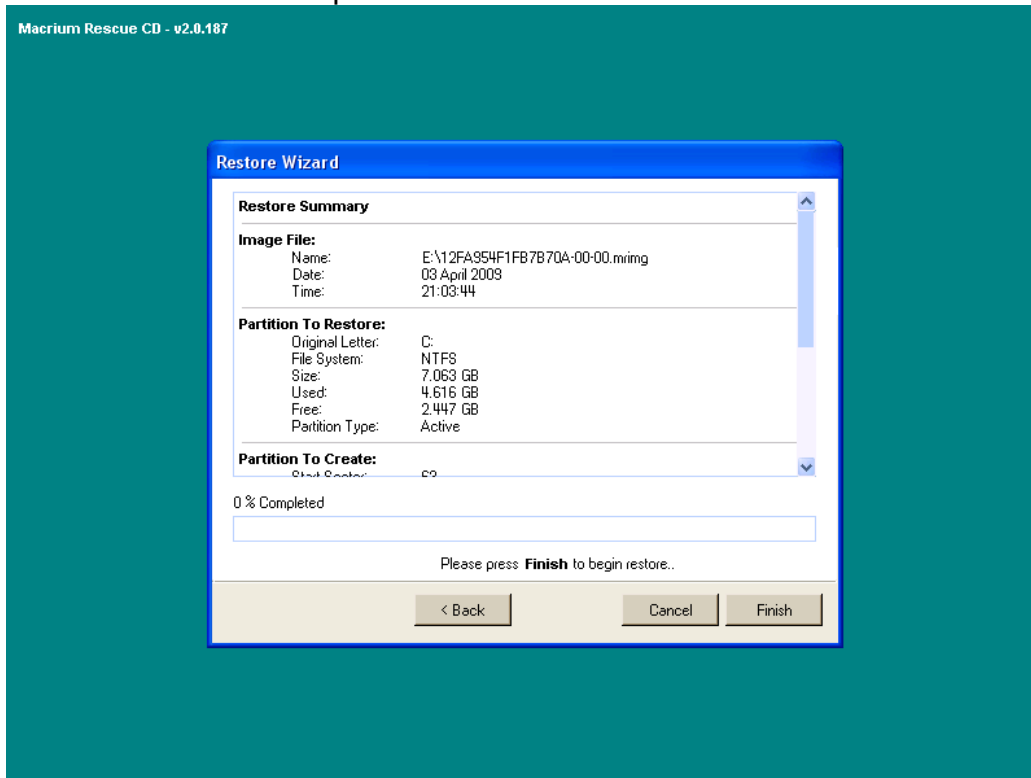 Macrium Rescue CD - v2.0.187
Restore Wizard
Restore Summary
Image File:
Name: E:\12FA954F1FB7B70A-00-00.mrimg
Date: 03 April 2009
Time: 21:03:44
Partition To Restore:
Original Letter: C:
File System: NTFS
Size: 7.063 GB
Used: 4.616 GB
Free: 2.447 GB
Partition Type: Active
Partition To Create:
Start Sector: 63
0 % Completed
Please press Finish to begin restore..
< Back Cancel Finish